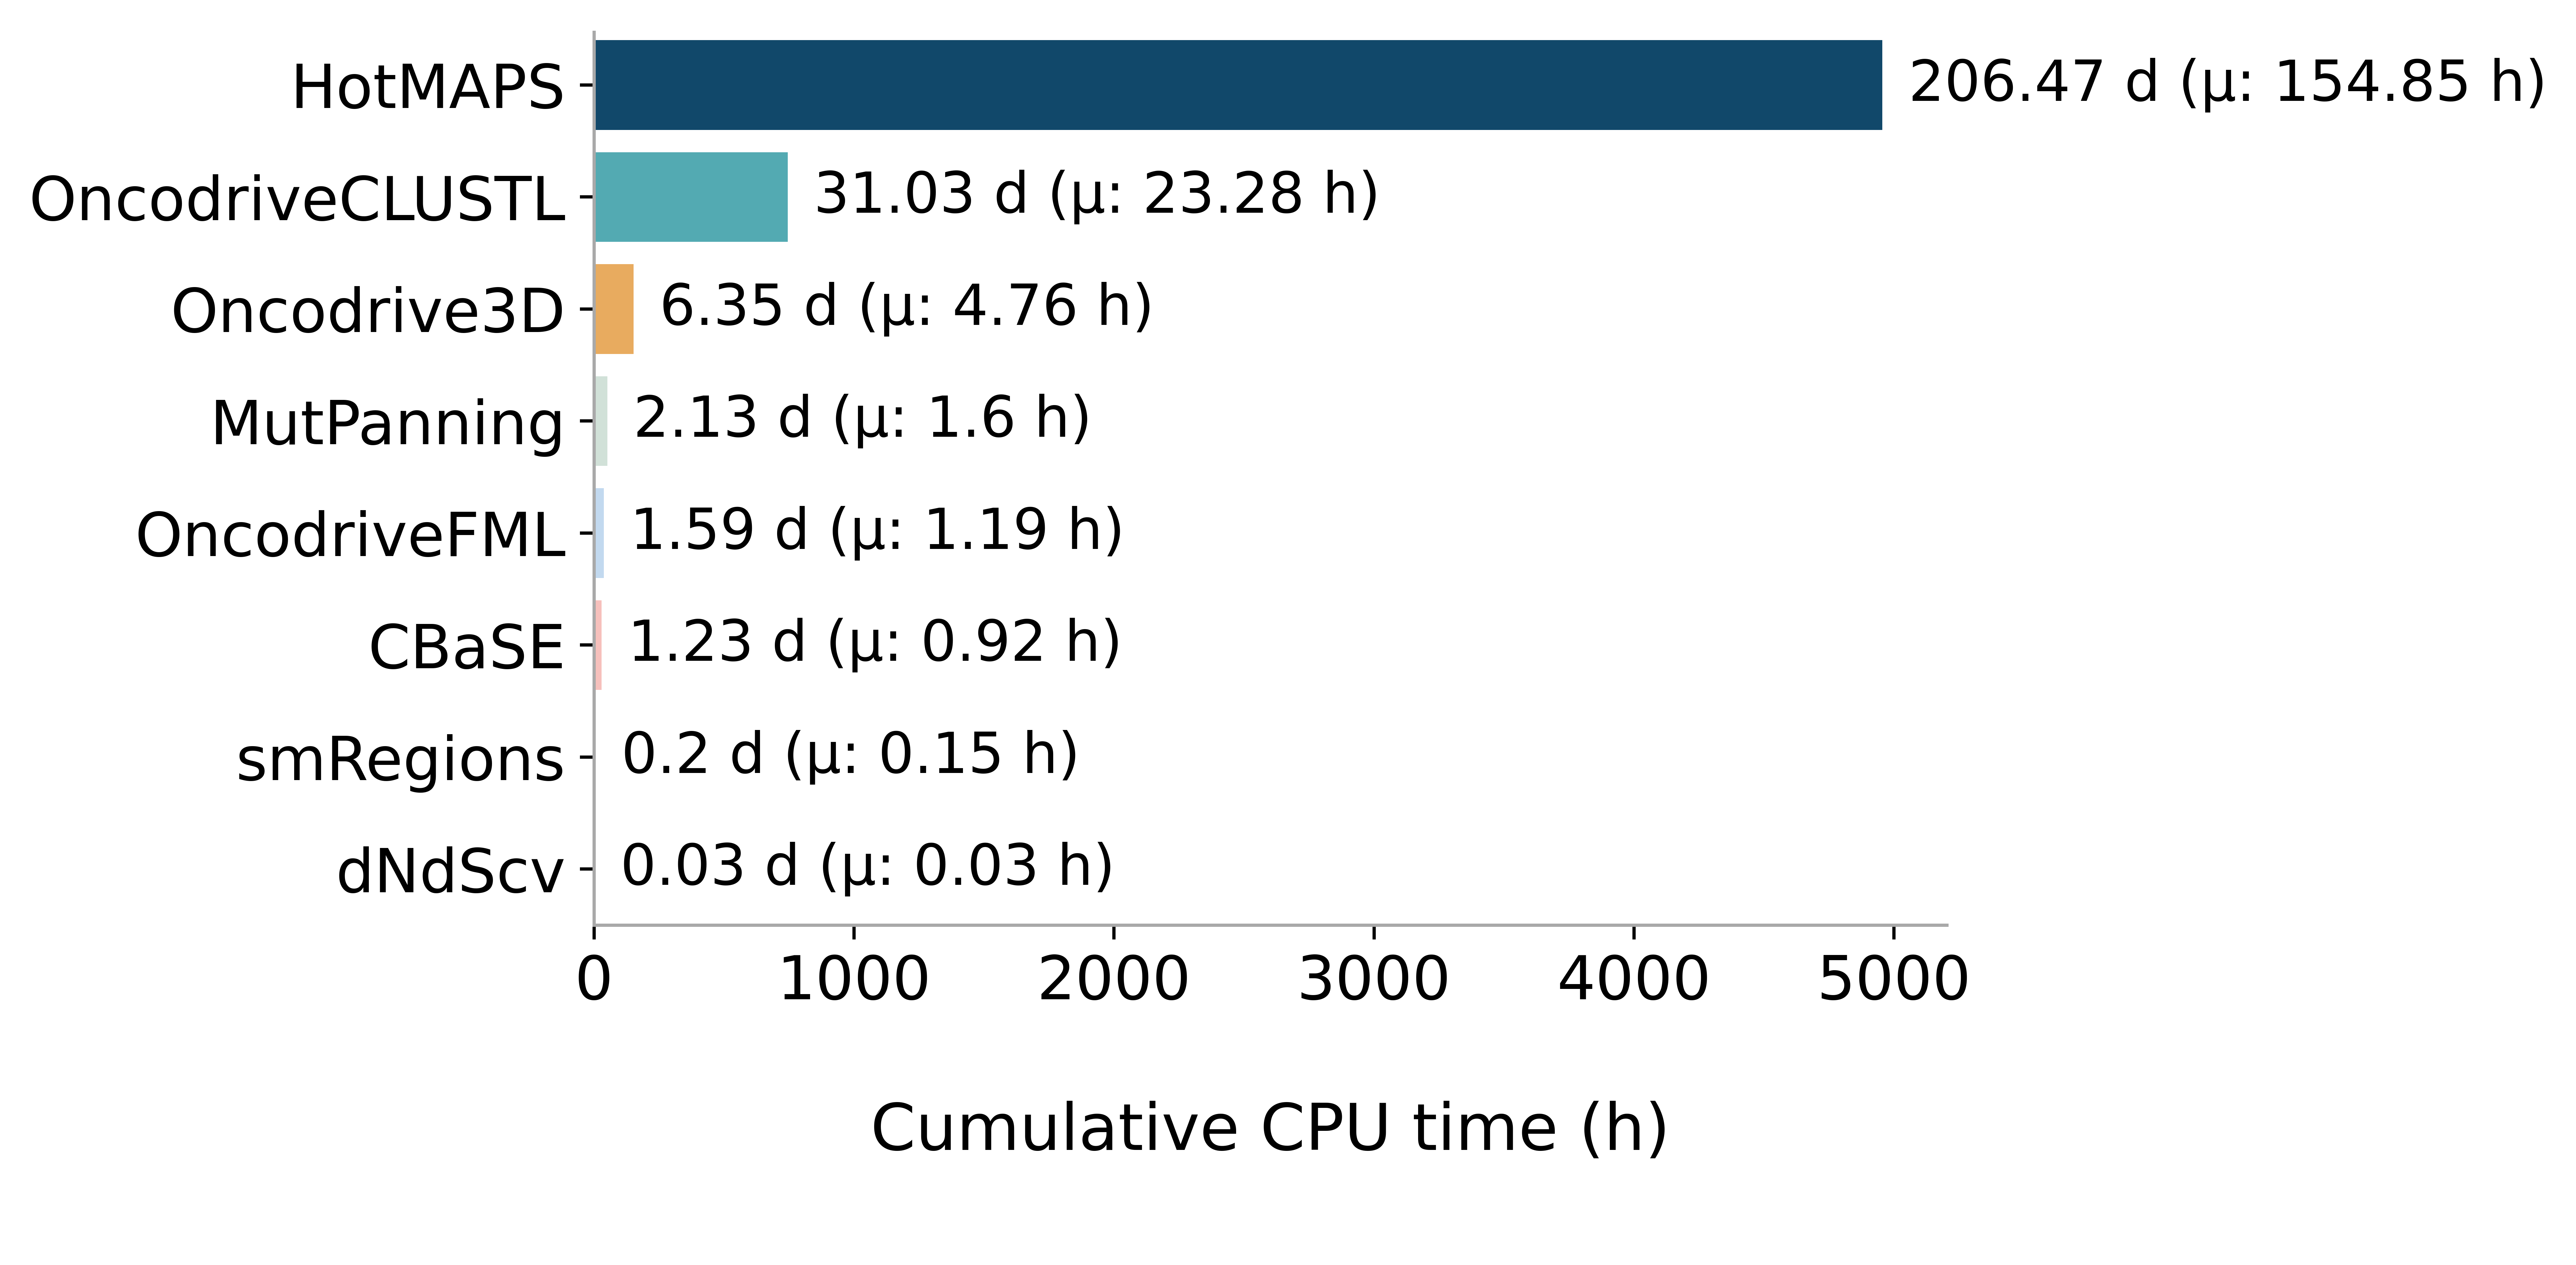 HotMAPS 206.47 d (μ: 154.85 h)
OncodriveCLUSTL 31.03 d (μ: 23.28 h)
Oncodrive3D 6.35 d (μ: 4.76 h)
MutPanning 2.13 d (μ: 1.6 h)
OncodriveFML 1.59 d (μ: 1.19 h)
CBaSE 1.23 d (μ: 0.92 h)
smRegions 0.2 d (μ: 0.15 h)
dNdScv 0.03 d (μ: 0.03 h)
0 1000 2000 3000 4000 5000
Cumulative CPU time (h)